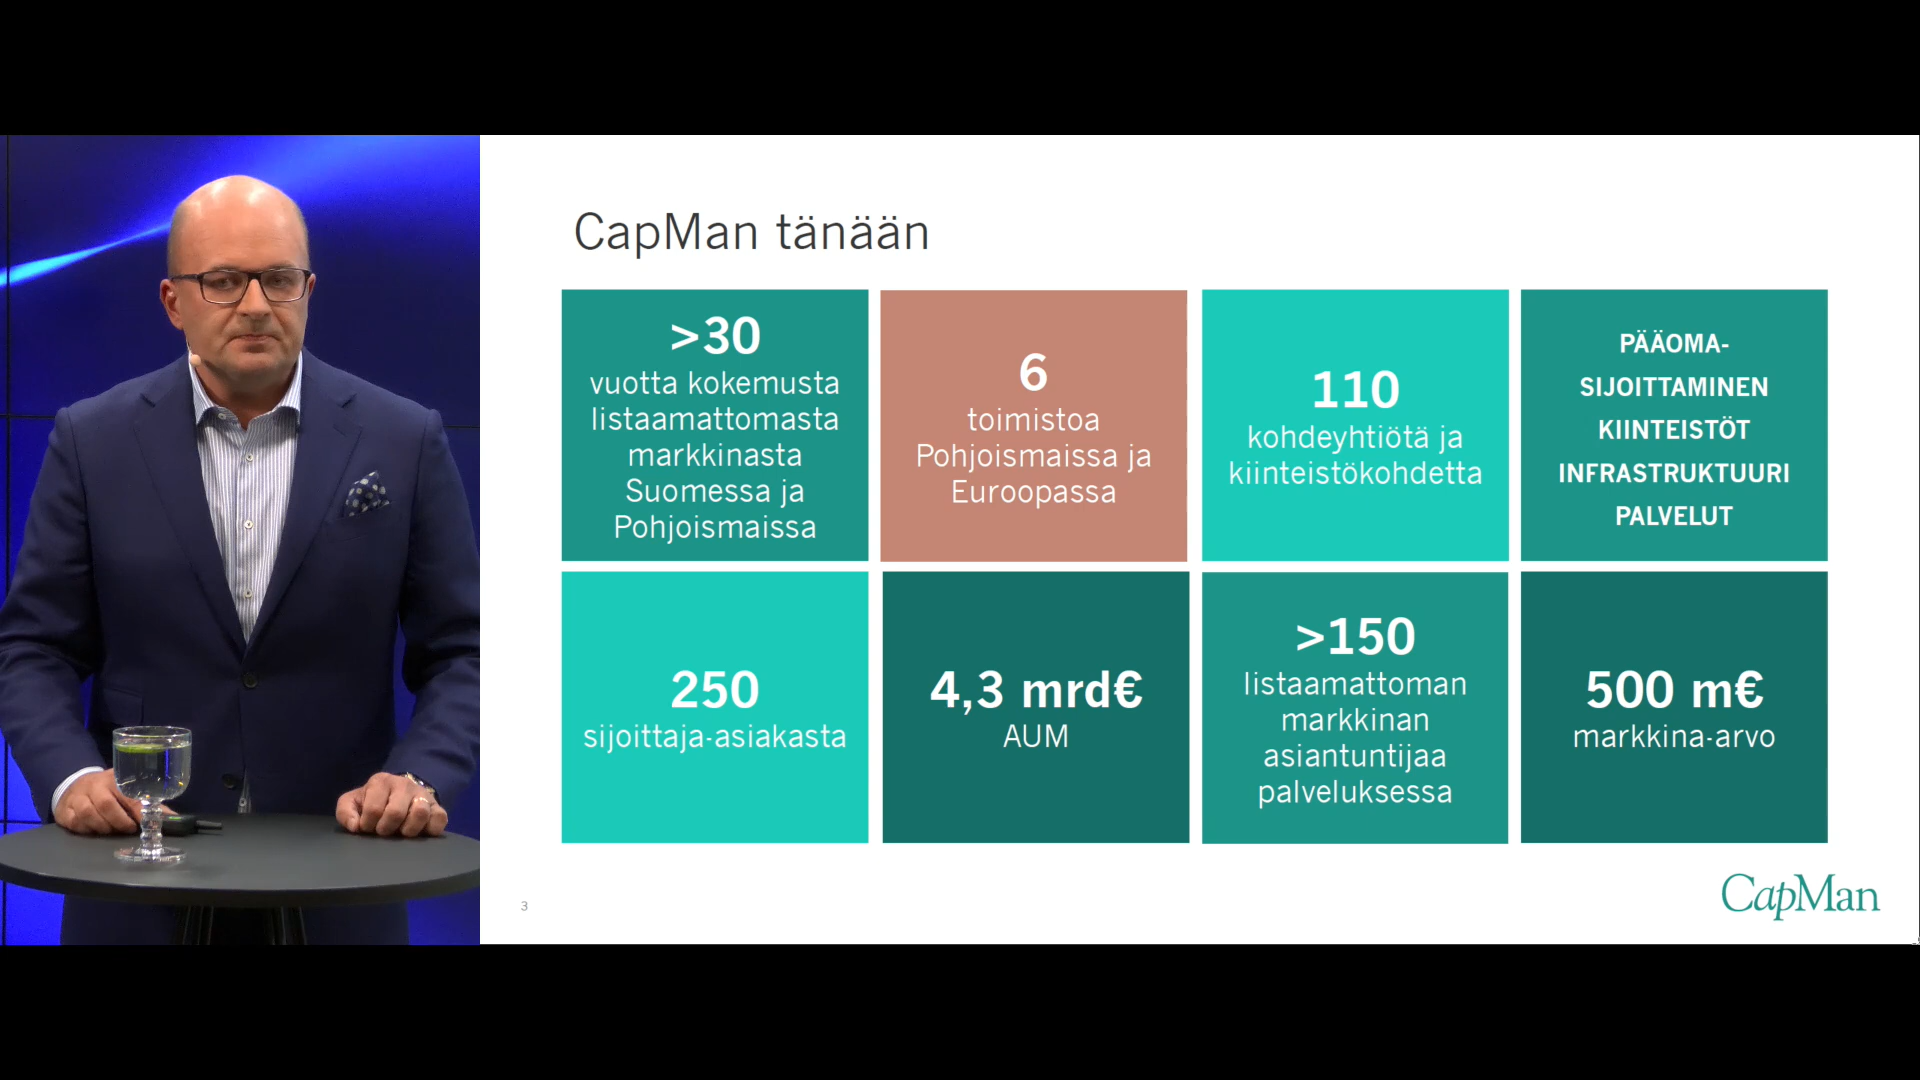 CapMan tänään
>30
vuotta kokemusta
listaamattomasta
markkinasta
Suomessa ja
Pohjoismaissa
6
toimistoa
Pohjoismaissa ja
Euroopassa
110
kohdeyhtiötä ja
kiinteistökohdetta
PÄÄOMA-
SIJOITTAMINEN
KIINTEISTÖT
INFRASTRUKTUURI
PALVELUT
250
sijoittaja-asiakasta
4,3 mrd€
AUM
>150
listaamattoman
markkinan
asiantuntijaa
palveluksessa
500 m€
markkina-arvo
3
CapMan